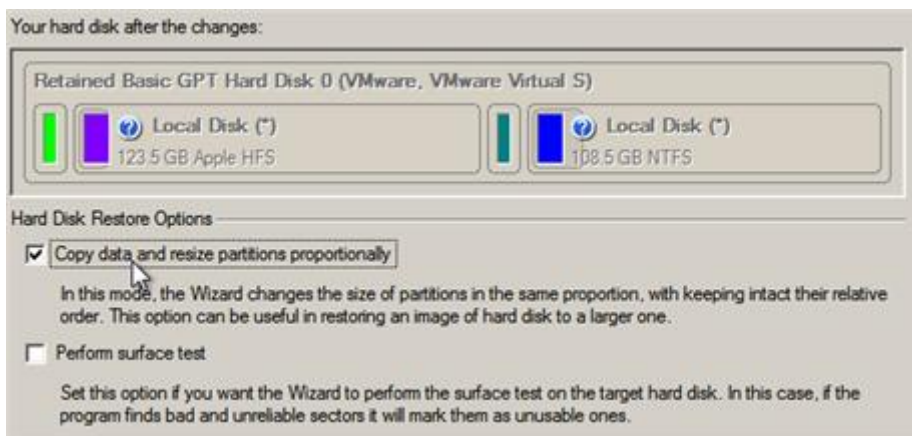 Your hard disk after the changes:
Retained Basic GPT Hard Disk 0 (VMware, VMware Virtual S)
Local Disk (*)
123.5 GB Apple HFS
Local Disk (*)
108.5 GB NTFS
Hard Disk Restore Options
Copy data and resize partitions proportionally
In this mode, the Wizard changes the size of partitions in the same proportion, with keeping intact their relative
order. This option can be useful in restoring an image of hard disk to a larger one.
Perform surface test
Set this option if you want the Wizard to perform the surface test on the target hard disk. In this case, if the
program finds bad and unreliable sectors it will mark them as unusable ones.